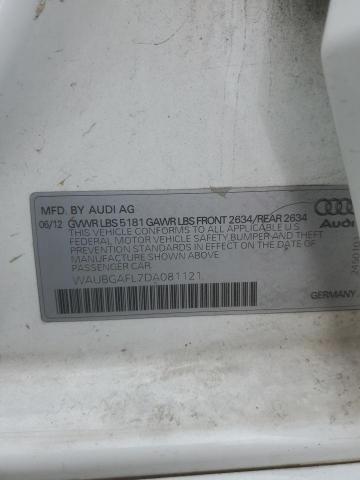 MFD. BY AUDI AG
06/12 GVWR LBS 5181 GAWR LBS FRONT 2634/REAR 2634
THIS VEHICLE CONFORMS TO ALL APPLICABLE U.S.
FEDERAL MOTOR VEHICLE SAFETY, BUMPER AND THEFT
PREVENTION STANDARDS IN EFFECT ON THE DATE OF
MANUFACTURE SHOWN ABOVE.
PASSENGER CAR
WAUBGAFL7DA081121
Audi
GERMANY